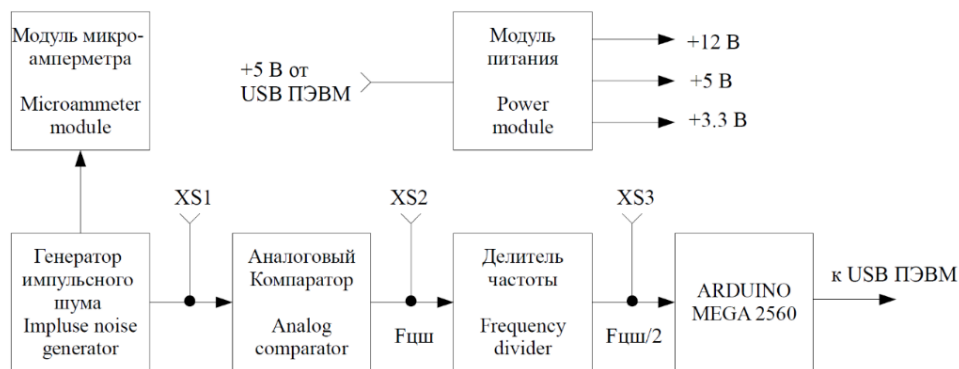 Модуль микро-
амперметра
Microammeter
module
+5 В от
USB ПЭВМ
Модуль
питания
Power
module
+12 В
+5 В
+3.3 В
XS1
XS2
XS3
Генератор
импульсного
шума
Impluse noise
generator
Аналоговый
Компаратор
Analog
comparator
Fцш
Делитель
частоты
Frequency
divider
Fцш/2
ARDUINO
MEGA 2560
к USB ПЭВМ